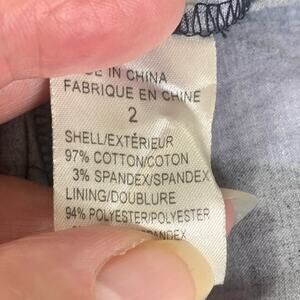 IN CHINA
FABRIQUE EN CHINE
2
SHELL/EXTÉRIEUR
97% COTTON/COTON
3% SPANDEX/SPANDEX
LINING/DOUBLURE
94% POLYESTER/POLYESTER
SPANDEX